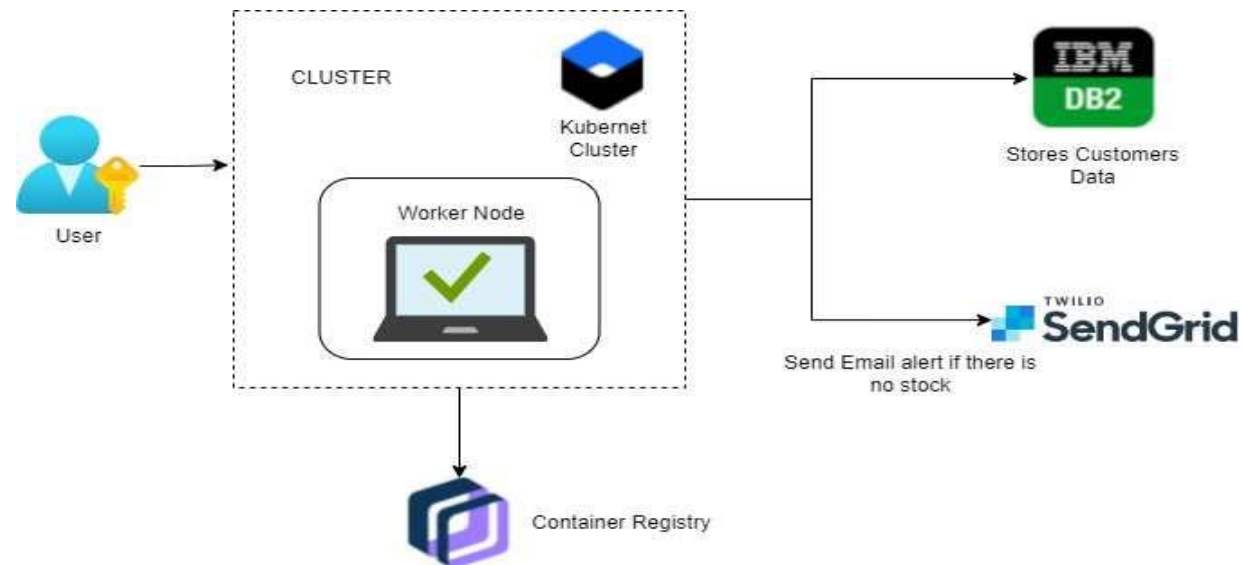 CLUSTER
Kubernet
Cluster
IBM
DB2
Stores Customers
Data
User
Worker Node
TWILIO
SendGrid
Send Email alert if there is
no stock
Container Registry